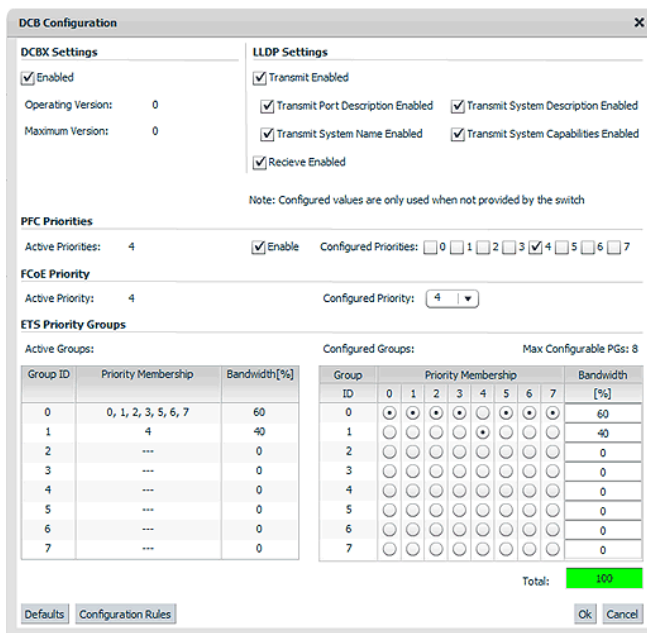 DCB Configuration
DCBX Settings
Enabled
Operating Version: 0
Maximum Version: 0
LLDP Settings
Transmit Enabled
Transmit Port Description Enabled
Transmit System Description Enabled
Transmit System Name Enabled
Transmit System Capabilities Enabled
Recieve Enabled
Note: Configured values are only used when not provided by the switch
PFC Priorities
Active Priorities: 4
Enable
Configured Priorities: 0 1 2 3 4 5 6 7
FCoE Priority
Active Priority: 4
Configured Priority: 4
ETS Priority Groups
Active Groups:
Group ID Priority Membership Bandwidth[%]
0 0, 1, 2, 3, 5, 6, 7 60
1 4 40
2 --- 0
3 --- 0
4 --- 0
5 --- 0
6 --- 0
7 --- 0
Configured Groups: Max Configurable PGs: 8
Group Priority Membership Bandwidth
ID 0 1 2 3 4 5 6 7 [%]
0 60
1 40
2 0
3 0
4 0
5 0
6 0
7 0
Total: 100
Defaults Configuration Rules Ok Cancel